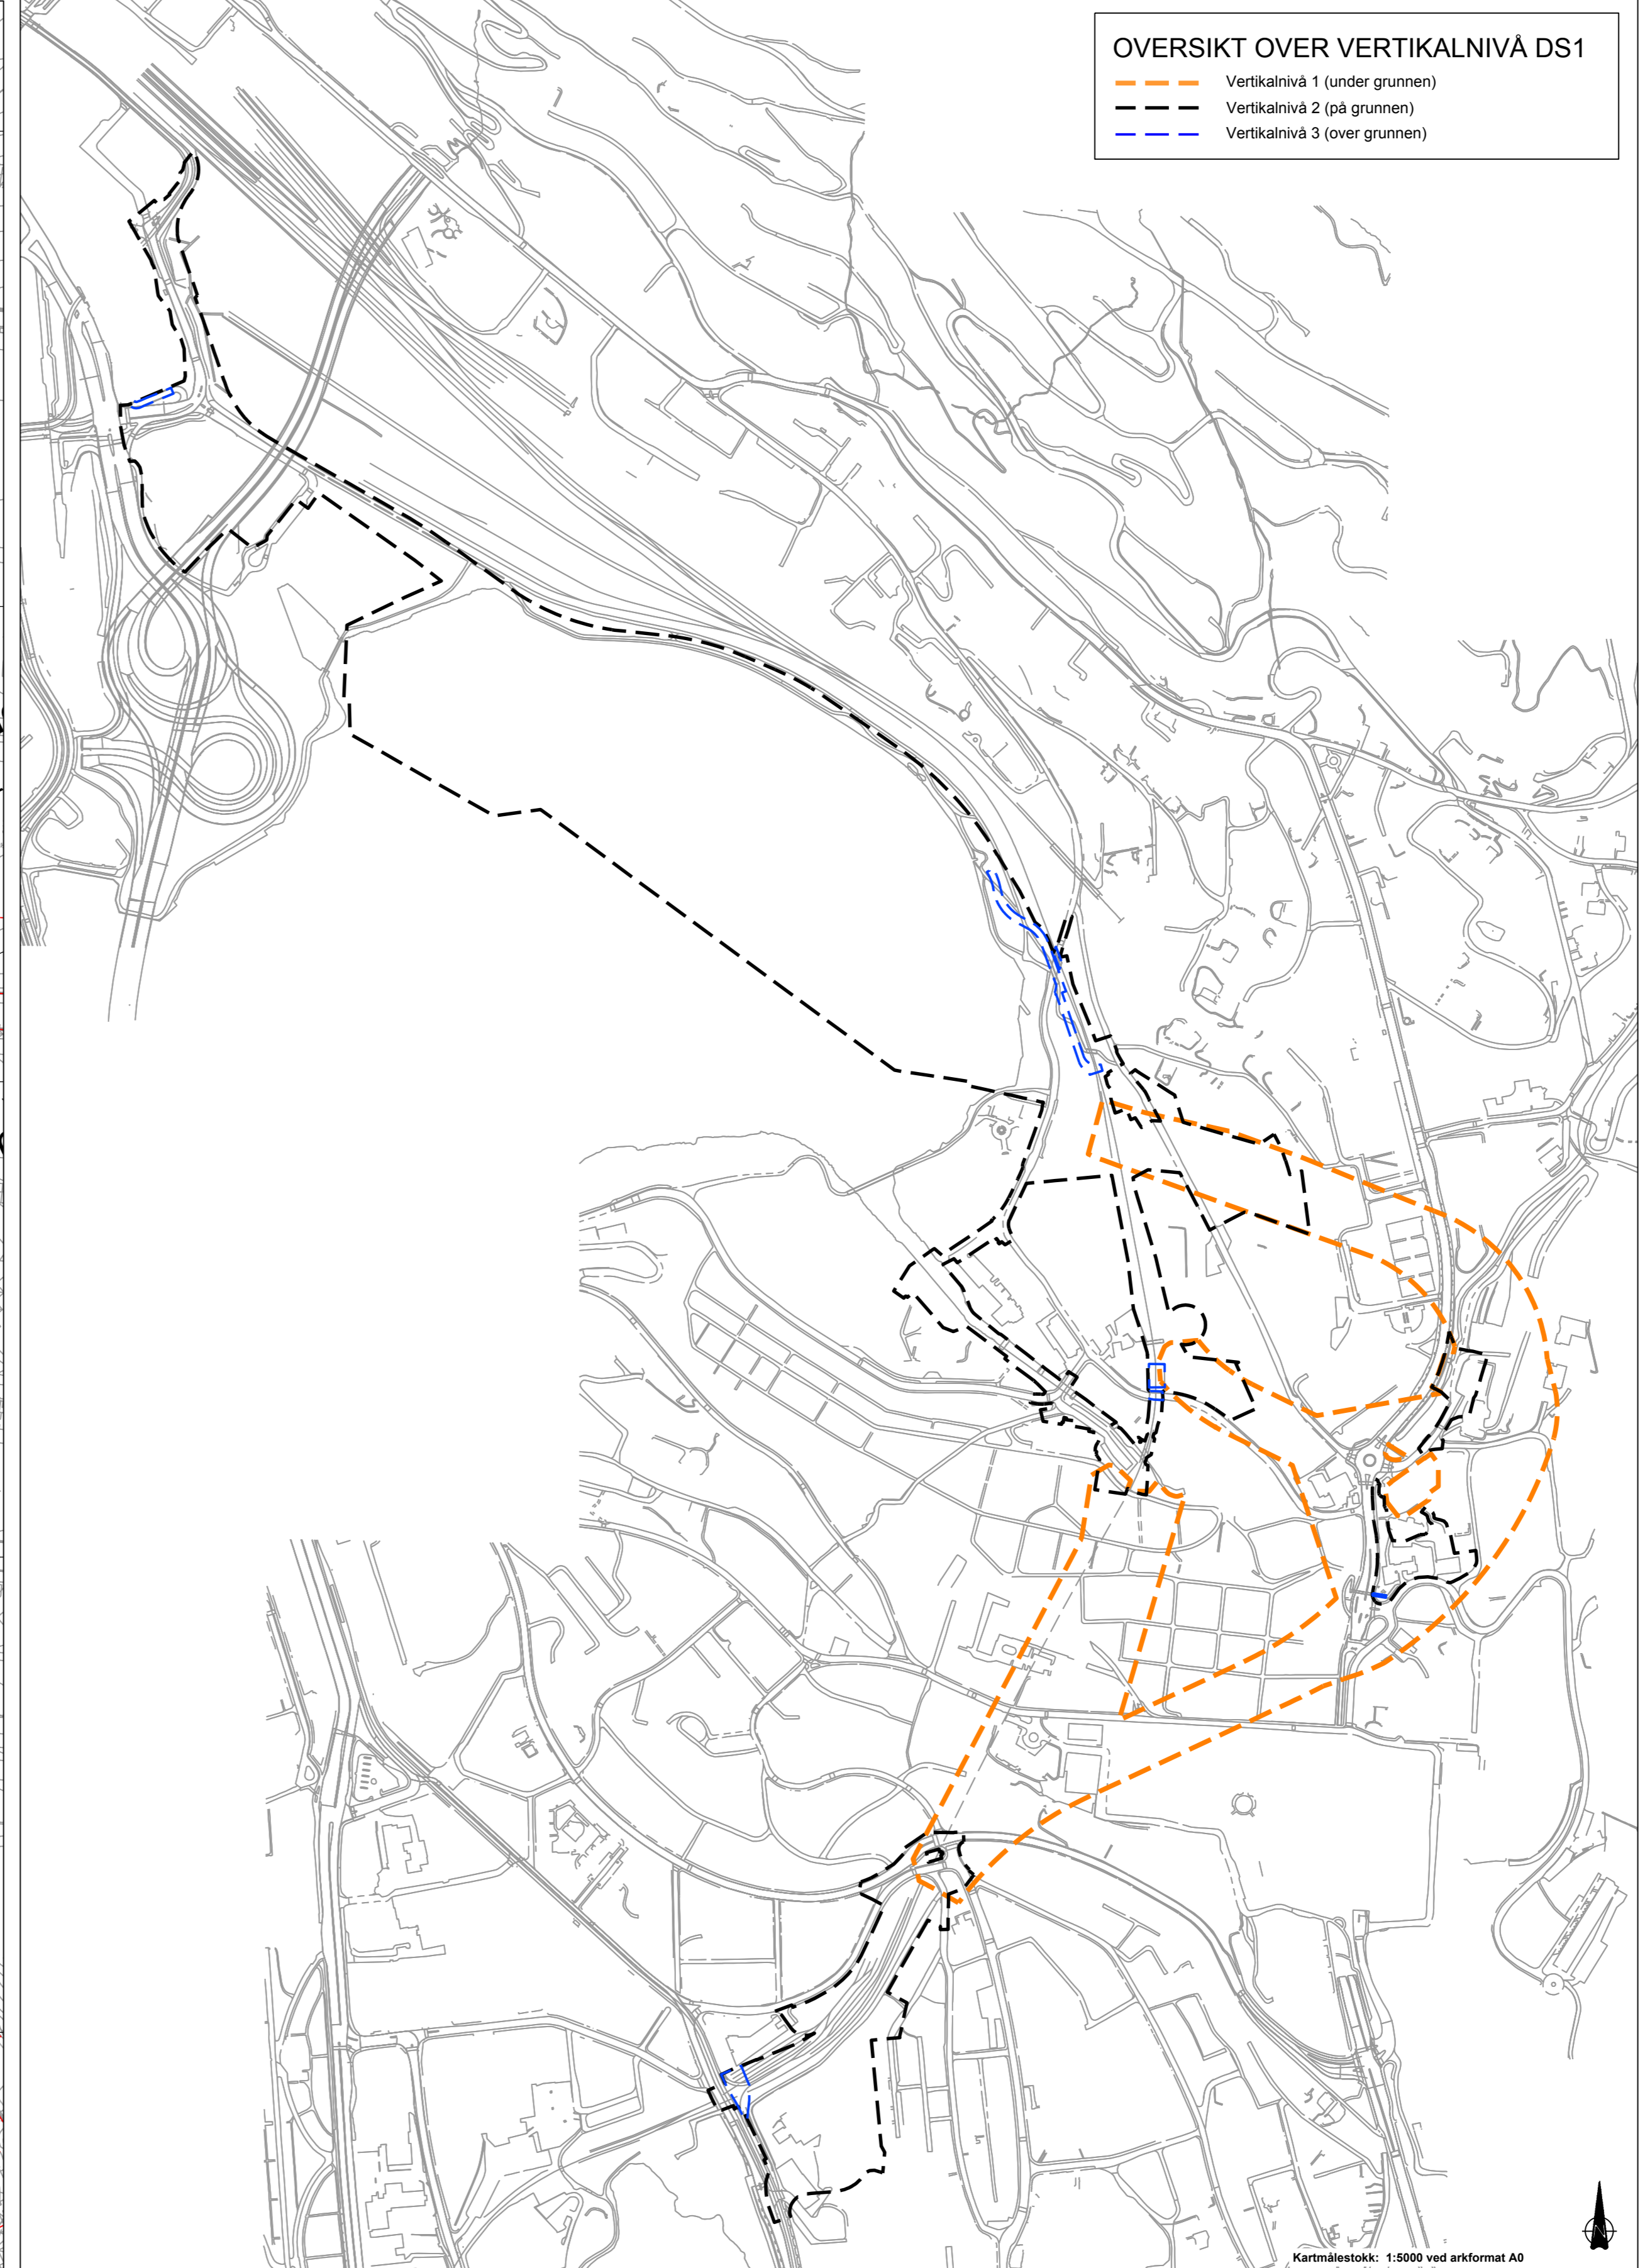 OVERSIKT OVER VERTIKALNIVÅ DS1
Vertikalnivå 1 (under grunnen)
Vertikalnivå 2 (på grunnen)
Vertikalnivå 3 (over grunnen)
N
Kartmålestokk: 1:5000 ved arkformat A0